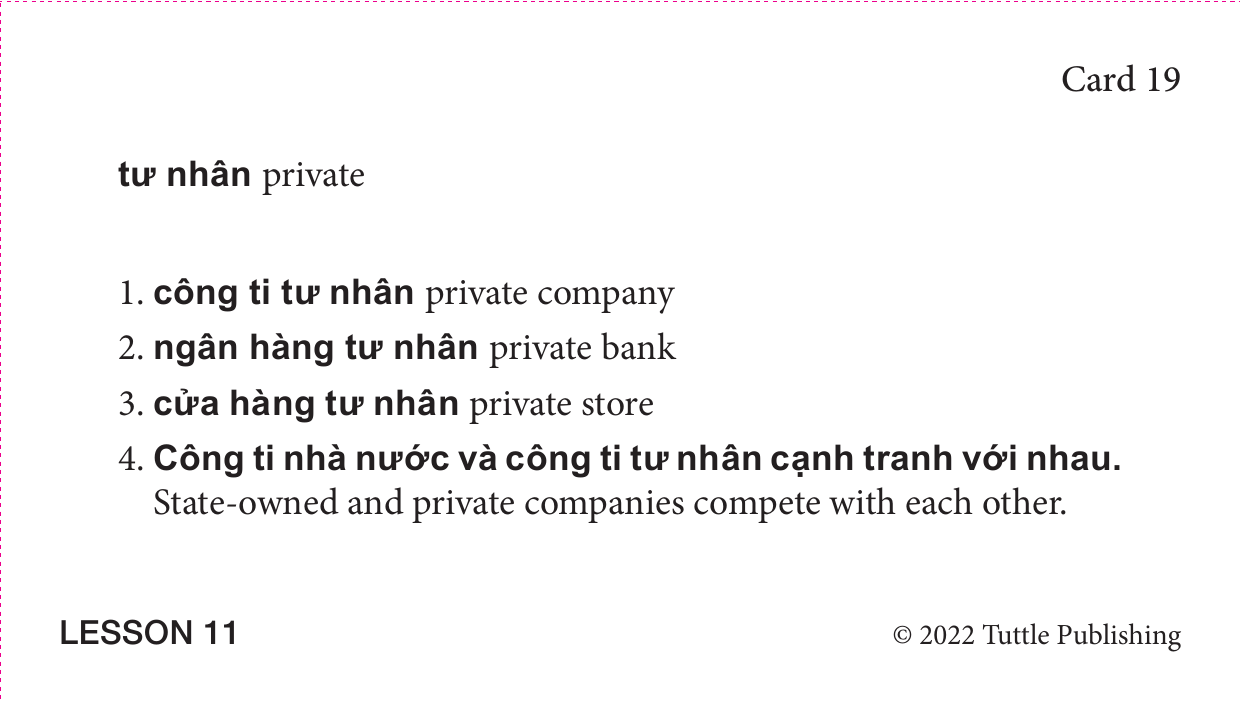 Card 19
tư nhân private
1. công ti tư nhân private company
2. ngân hàng tư nhân private bank
3. cửa hàng tư nhân private store
4. Công ti nhà nước và công ti tư nhân cạnh tranh với nhau.
State-owned and private companies compete with each other.
LESSON 11
© 2022 Tuttle Publishing